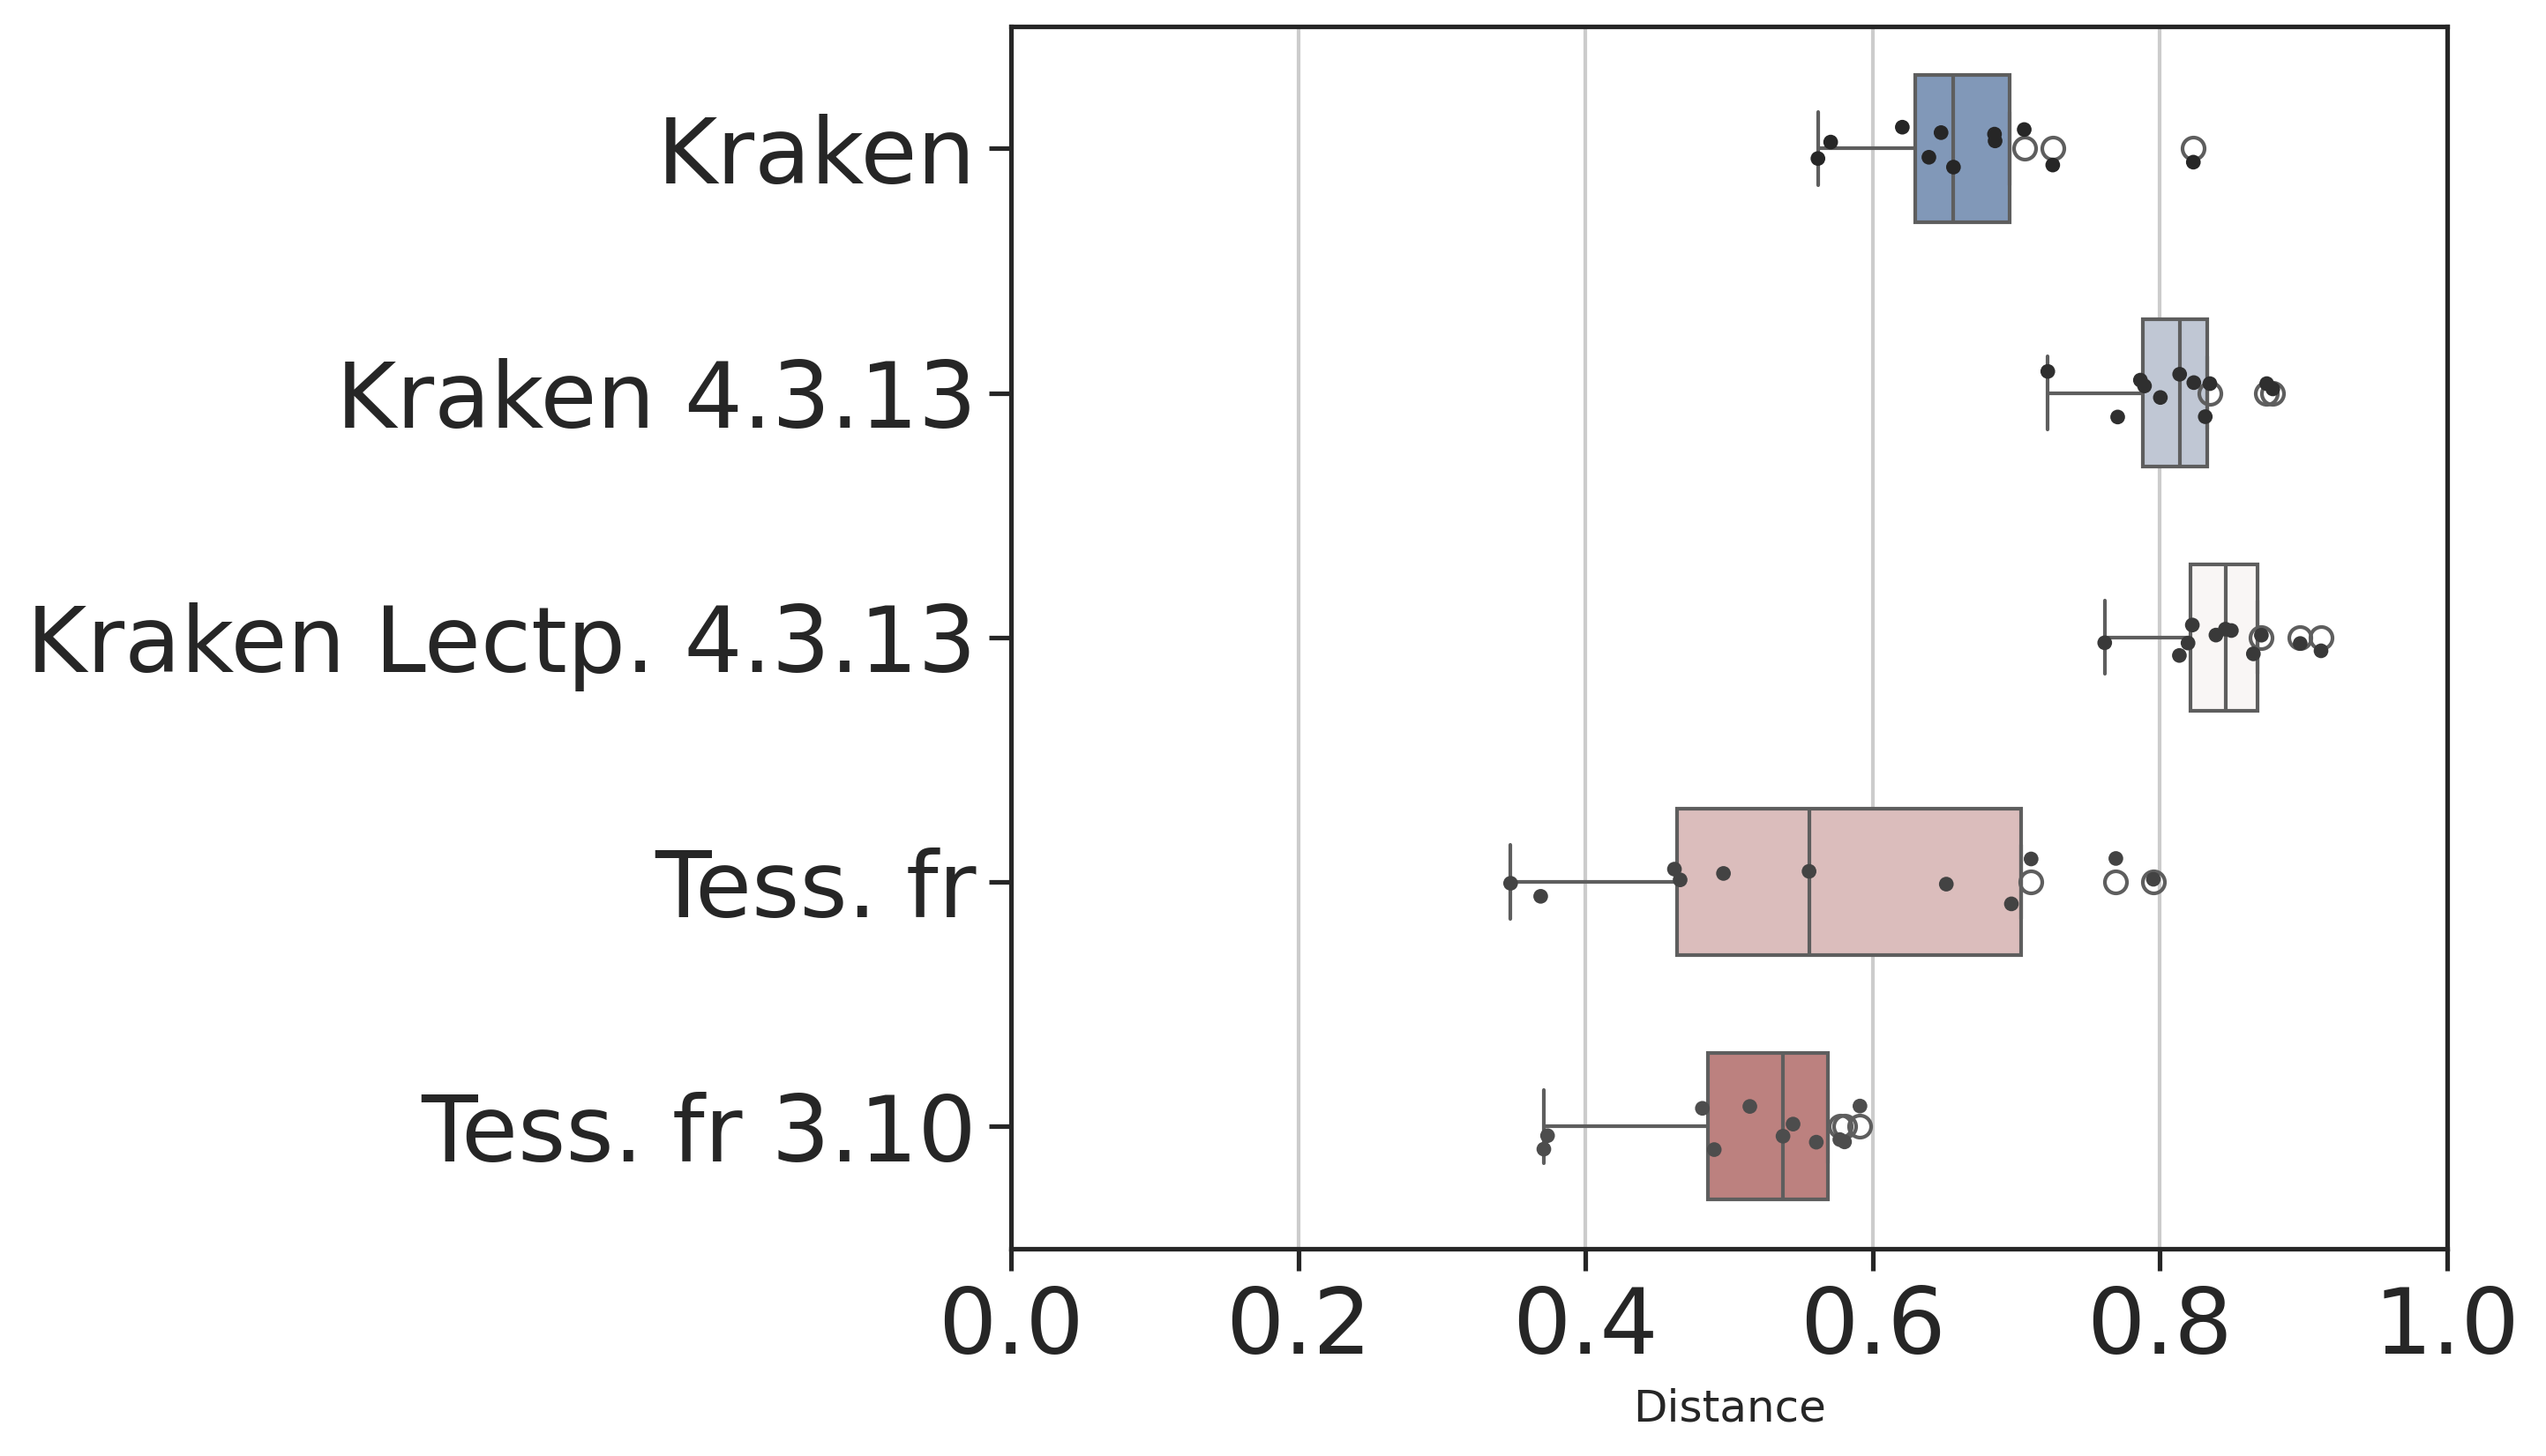 Kraken
Kraken 4.3.13
Kraken Lectp. 4.3.13
Tess. fr
Tess. fr 3.10
0.0 0.2 0.4 0.6 0.8 1.0
Distance